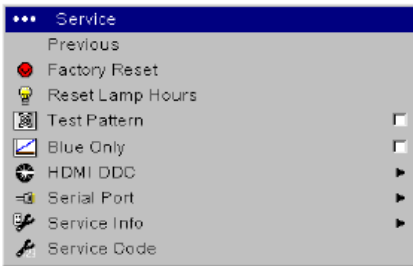 Service
Previous
Factory Reset
Reset Lamp Hours
Test Pattern
Blue Only
HDMI DDC
Serial Port
Service Info
Service Code